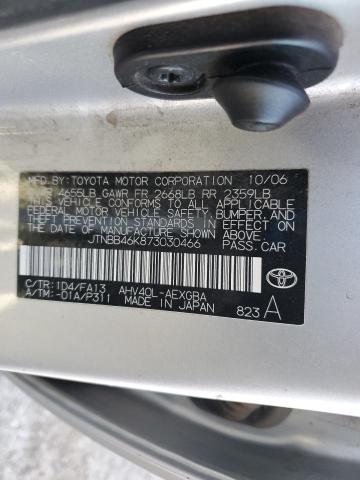 MFD. BY: TOYOTA MOTOR CORPORATION 10/06
GVWR 4655LB GAWR FR 2668LB RR 2359LB
THIS VEHICLE CONFORMS TO ALL APPLICABLE
FEDERAL MOTOR VEHICLE SAFETY, BUMPER, AND
THEFT PREVENTION STANDARDS IN EFFECT ON
THE DATE OF MANUFACTURE SHOWN ABOVE.
JTNBB46K873030466 PASS.CAR
C/TR: 1D4/FA13 AHV40L-AEXGBA
A/TM: -01A/P311 MADE IN JAPAN 823 A
TOYOTA